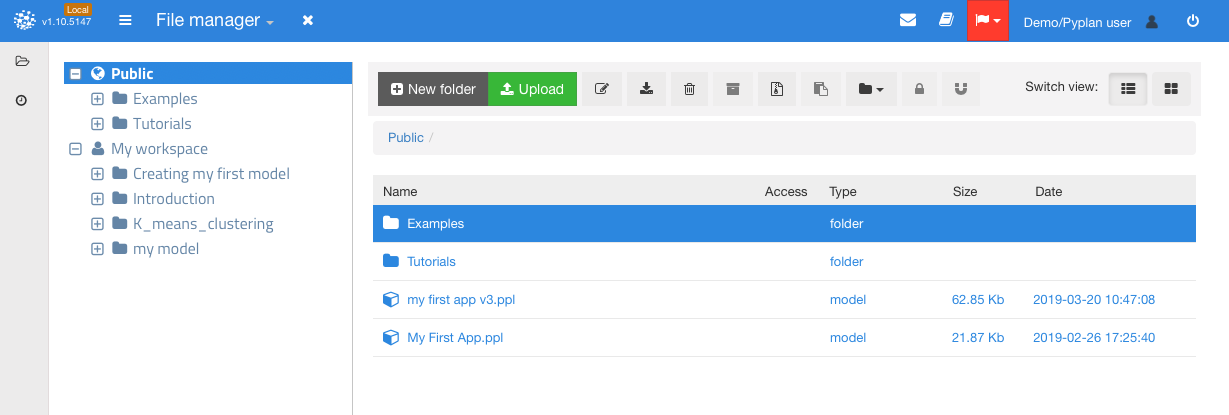 Local
v1.10.5147
File manager
Demo/Pyplan user
Public
Examples
Tutorials
My workspace
Creating my first model
Introduction
K_means_clustering
my model
New folder Upload Switch view:
Public /
Name Access Type Size Date
Examples folder
Tutorials folder
my first app v3.ppl model 62.85 Kb 2019-03-20 10:47:08
My First App.ppl model 21.87 Kb 2019-02-26 17:25:40